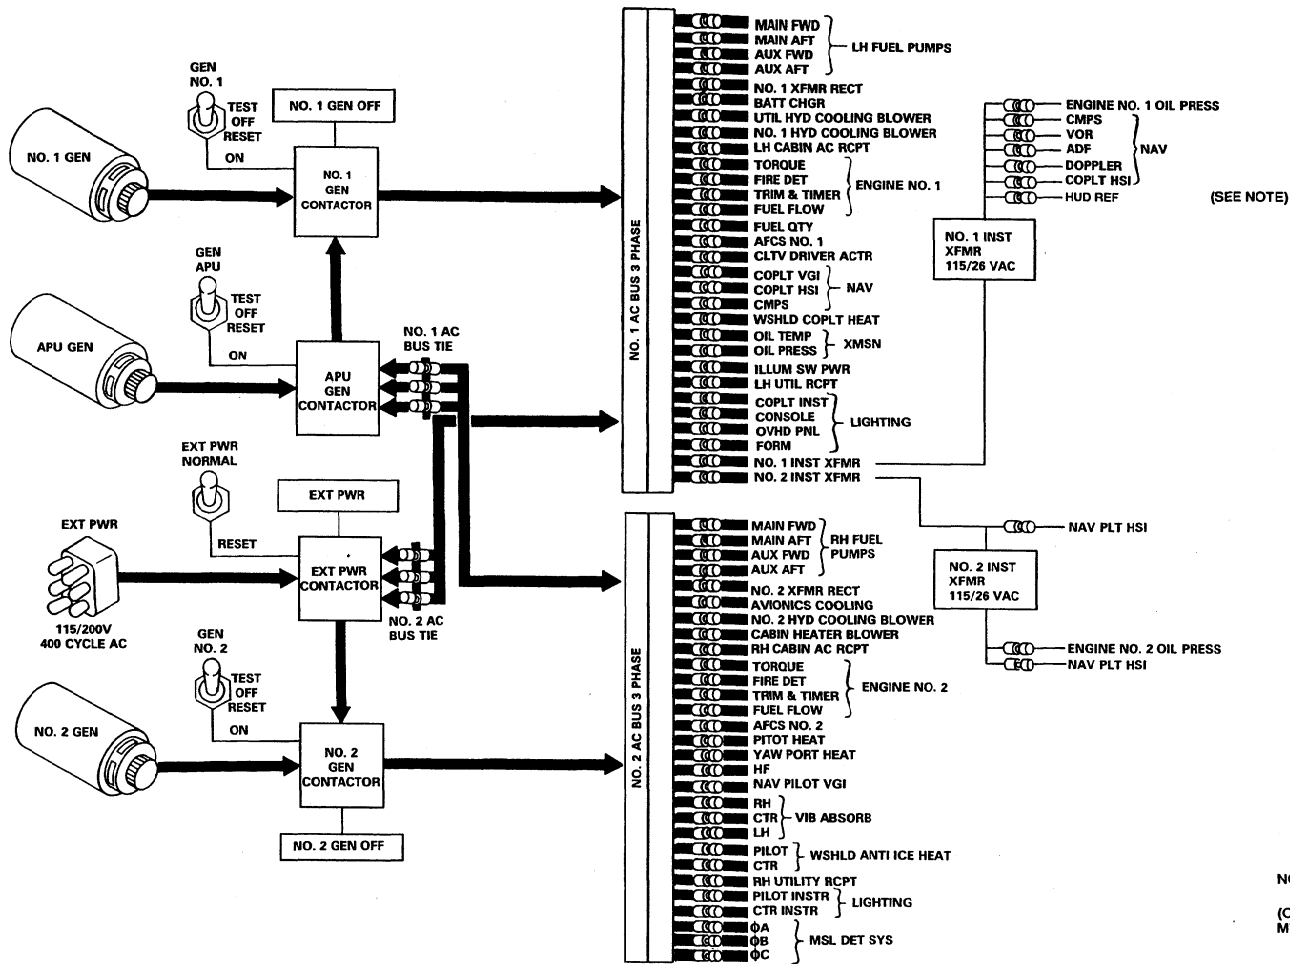 GEN
NO. 1
TEST
OFF
RESET
ON
NO. 1 GEN OFF
NO. 1 GEN
NO. 1
GEN
CONTACTOR
GEN
APU
TEST
OFF
RESET
ON
APU GEN
APU
GEN
CONTACTOR
NO. 1 AC
BUS TIE
EXT PWR
NORMAL
RESET
EXT PWR
EXT PWR
115/200V
400 CYCLE AC
EXT PWR
CONTACTOR
NO. 2 AC
BUS TIE
GEN
NO. 2
TEST
OFF
RESET
ON
NO. 2 GEN
NO. 2
GEN
CONTACTOR
NO. 2 GEN OFF
NO. 1 AC BUS 3 PHASE
MAIN FWD
MAIN AFT
AUX FWD
AUX AFT
LH FUEL PUMPS
NO. 1 XFMR RECT
BATT CHGR
UTIL HYD COOLING BLOWER
NO. 1 HYD COOLING BLOWER
LH CABIN AC RCPT
TORQUE
FIRE DET
TRIM & TIMER
FUEL FLOW
ENGINE NO. 1
FUEL QTY
AFCS NO. 1
CLTV DRIVER ACTR
COPLT VGI
COPLT HSI
CMPS
NAV
WSHLD COPLT HEAT
OIL TEMP
OIL PRESS
XMSN
ILLUM SW PWR
LH UTIL RCPT
COPLT INST
CONSOLE
OVHD PNL
FORM
LIGHTING
NO. 1 INST XFMR
NO. 2 INST XFMR
ENGINE NO. 1 OIL PRESS
CMPS
VOR
ADF
DOPPLER
COPLT HSI
NAV
HUD REF
(SEE NOTE)
NO. 1 INST
XFMR
115/26 VAC
NO. 2 AC BUS 3 PHASE
MAIN FWD
MAIN AFT
AUX FWD
AUX AFT
RH FUEL
PUMPS
NO. 2 XFMR RECT
AVIONICS COOLING
NO. 2 HYD COOLING BLOWER
CABIN HEATER BLOWER
RH CABIN AC RCPT
TORQUE
FIRE DET
TRIM & TIMER
FUEL FLOW
ENGINE NO. 2
AFCS NO. 2
PITOT HEAT
YAW PORT HEAT
HF
NAV PILOT VGI
RH
CTR
LH
VIB ABSORB
PILOT
CTR
WSHLD ANTI ICE HEAT
RH UTILITY RCPT
PILOT INSTR
CTR INSTR
LIGHTING
ΦA
ΦB
ΦC
MSL DET SYS
NAV PLT HSI
NO. 2 INST
XFMR
115/26 VAC
ENGINE NO. 2 OIL PRESS
NAV PLT HSI